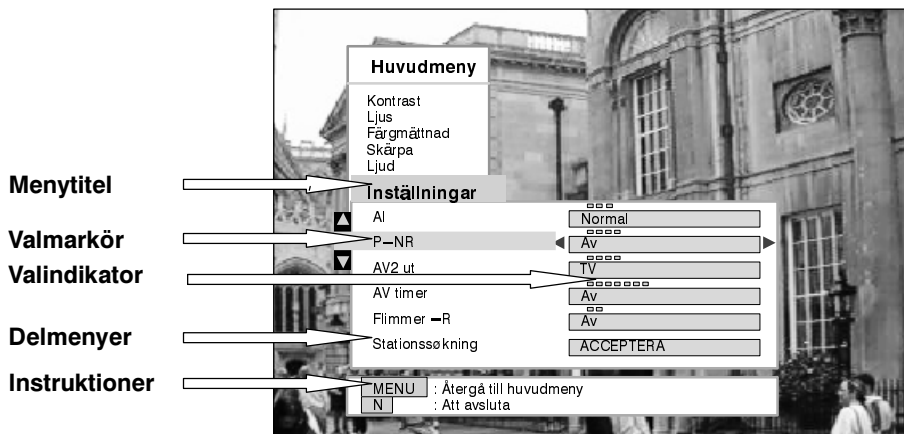 Huvudmeny
Kontrast
Ljus
Färgmättnad
Skärpa
Ljud
Menytitel
Inställningar
AI Normal
Valmarkör
P–NR Av
Valindikator
AV2 ut TV
AV timer Av
Flimmer –R Av
Delmenyer
Stationssøkning ACCEPTERA
Instruktioner
MENU : Återgå till huvudmeny
N : Att avsluta